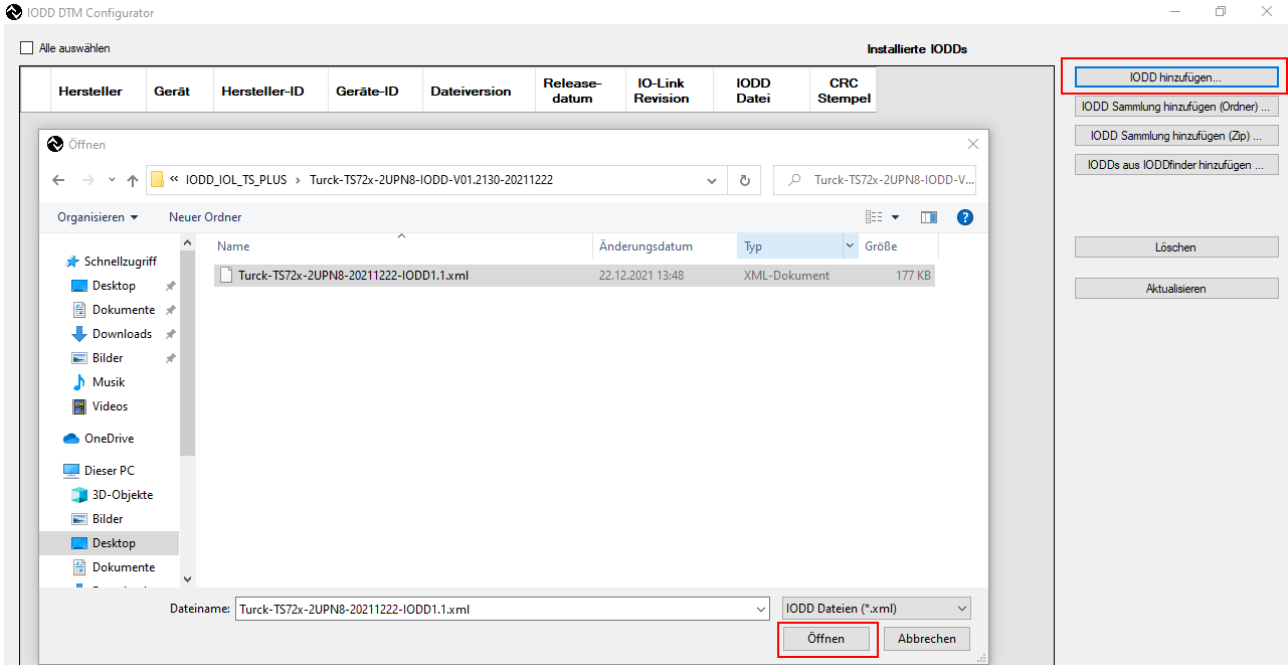 IODD DTM Configurator
Alle auswählen
Installierte IODDs
Hersteller Gerät Hersteller-ID Geräte-ID Dateiversion Release-datum IO-Link Revision IODD Datei CRC Stempel
IODD hinzufügen...
IODD Sammlung hinzufügen (Ordner) ...
IODD Sammlung hinzufügen (Zip) ...
IODDs aus IODDfinder hinzufügen ...
Löschen
Aktualisieren
Öffnen
« IODD_IOL_TS_PLUS › Turck-TS72x-2UPN8-IODD-V01.2130-20211222
Turck-TS72x-2UPN8-IODD-V...
Organisieren Neuer Ordner
Name Änderungsdatum Typ Größe
Turck-TS72x-2UPN8-20211222-IODD1.1.xml 22.12.2021 13:48 XML-Dokument 177 KB
Schnellzugriff
Desktop
Dokumente
Downloads
Bilder
Musik
Videos
OneDrive
Dieser PC
3D-Objekte
Bilder
Desktop
Dokumente
Dateiname: Turck-TS72x-2UPN8-20211222-IODD1.1.xml IODD Dateien (*.xml)
Öffnen Abbrechen